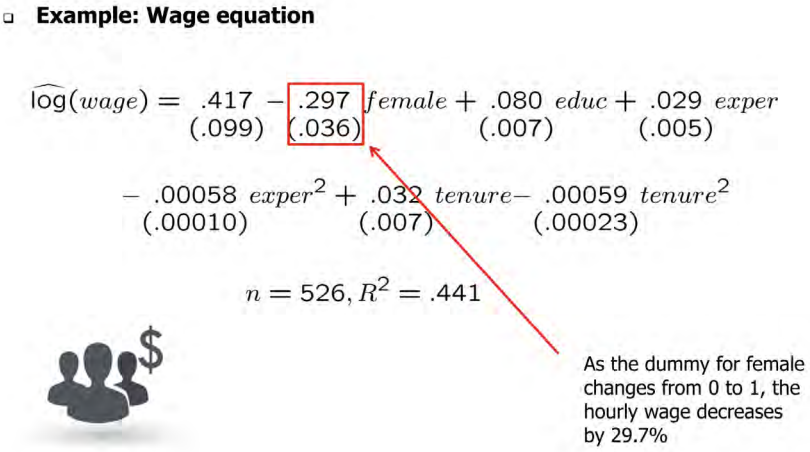 ❑ Example: Wage equation
\widehat{log}(wage) = .417 − .297 female + .080 educ + .029 exper
(.099) (.036) (.007) (.005)
− .00058 exper² + .032 tenure− .00059 tenure²
(.00010) (.007) (.00023)
n = 526, R² = .441
$
As the dummy for female
changes from 0 to 1, the
hourly wage decreases
by 29.7%